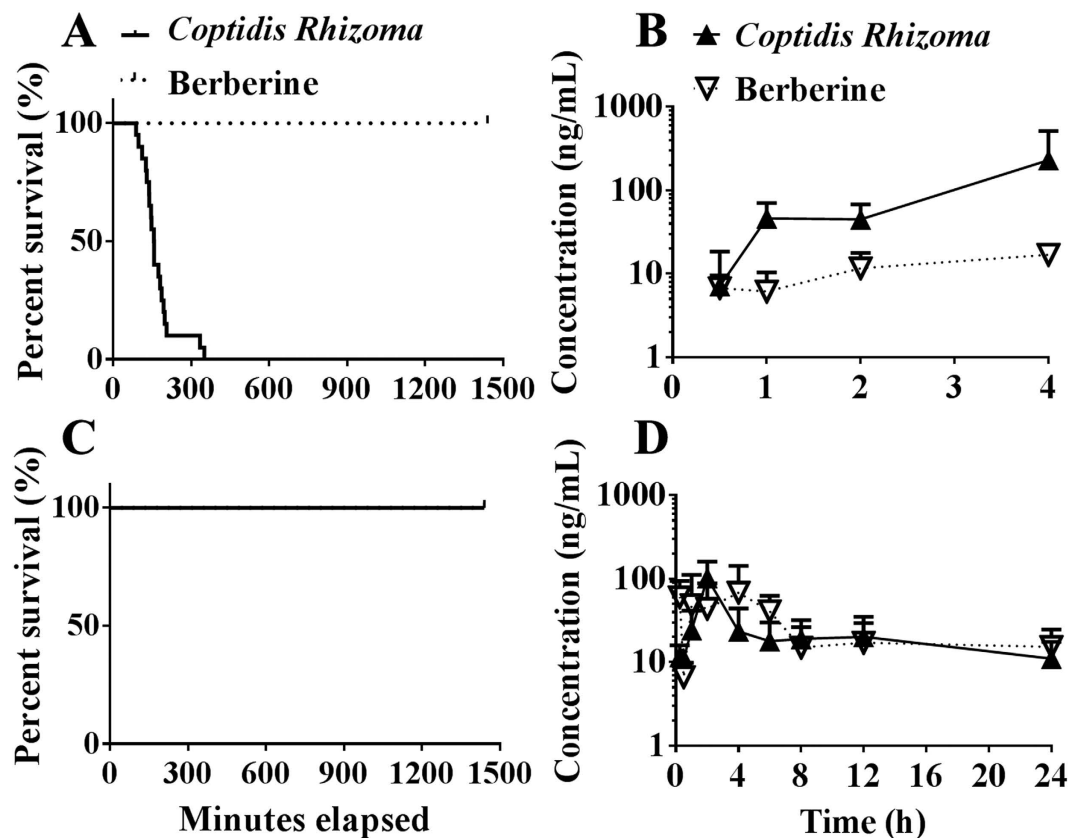 A
Coptidis Rhizoma
Berberine
Percent survival (%)
100
50
0
0 300 600 900 1200 1500
B
Coptidis Rhizoma
Berberine
Concentration (ng/mL)
1000
100
10
1
0 1 2 3 4
C
Percent survival (%)
100
50
0
0 300 600 900 1200 1500
Minutes elapsed
D
Concentration (ng/mL)
1000
100
10
1
0 4 8 12 16 20 24
Time (h)